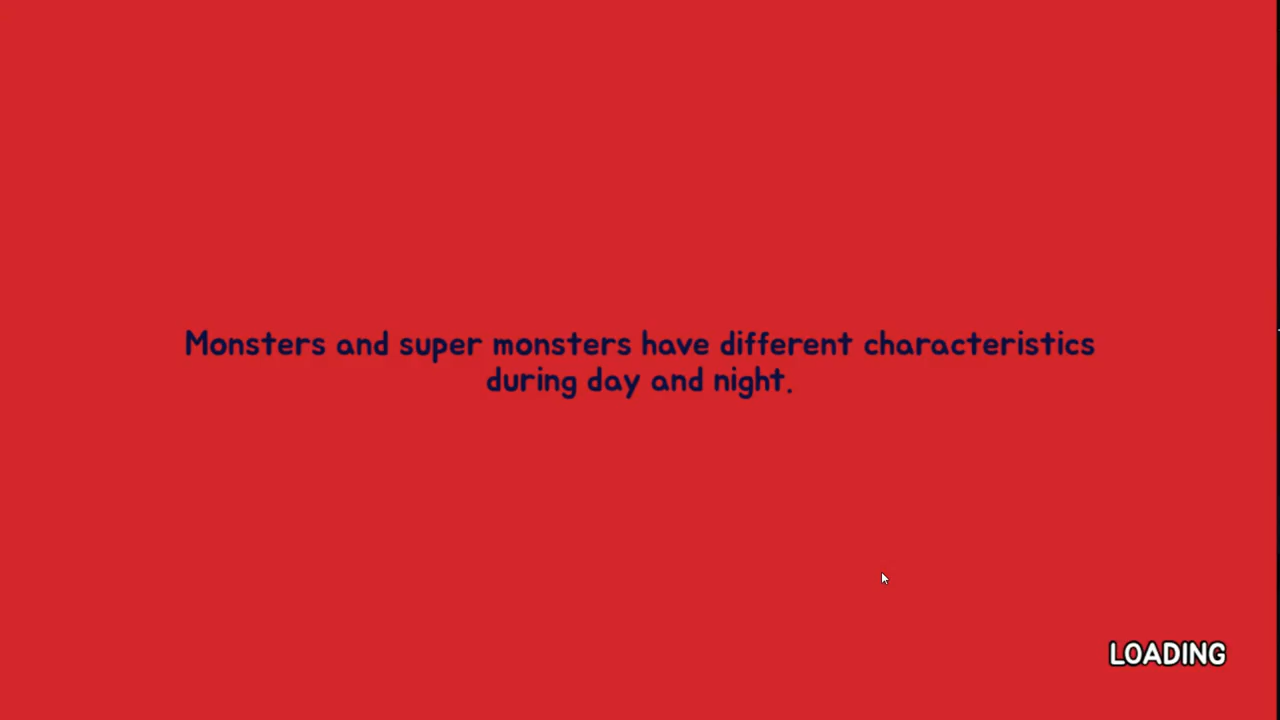 Monsters and super monsters have different characteristics
during day and night.
LOADING